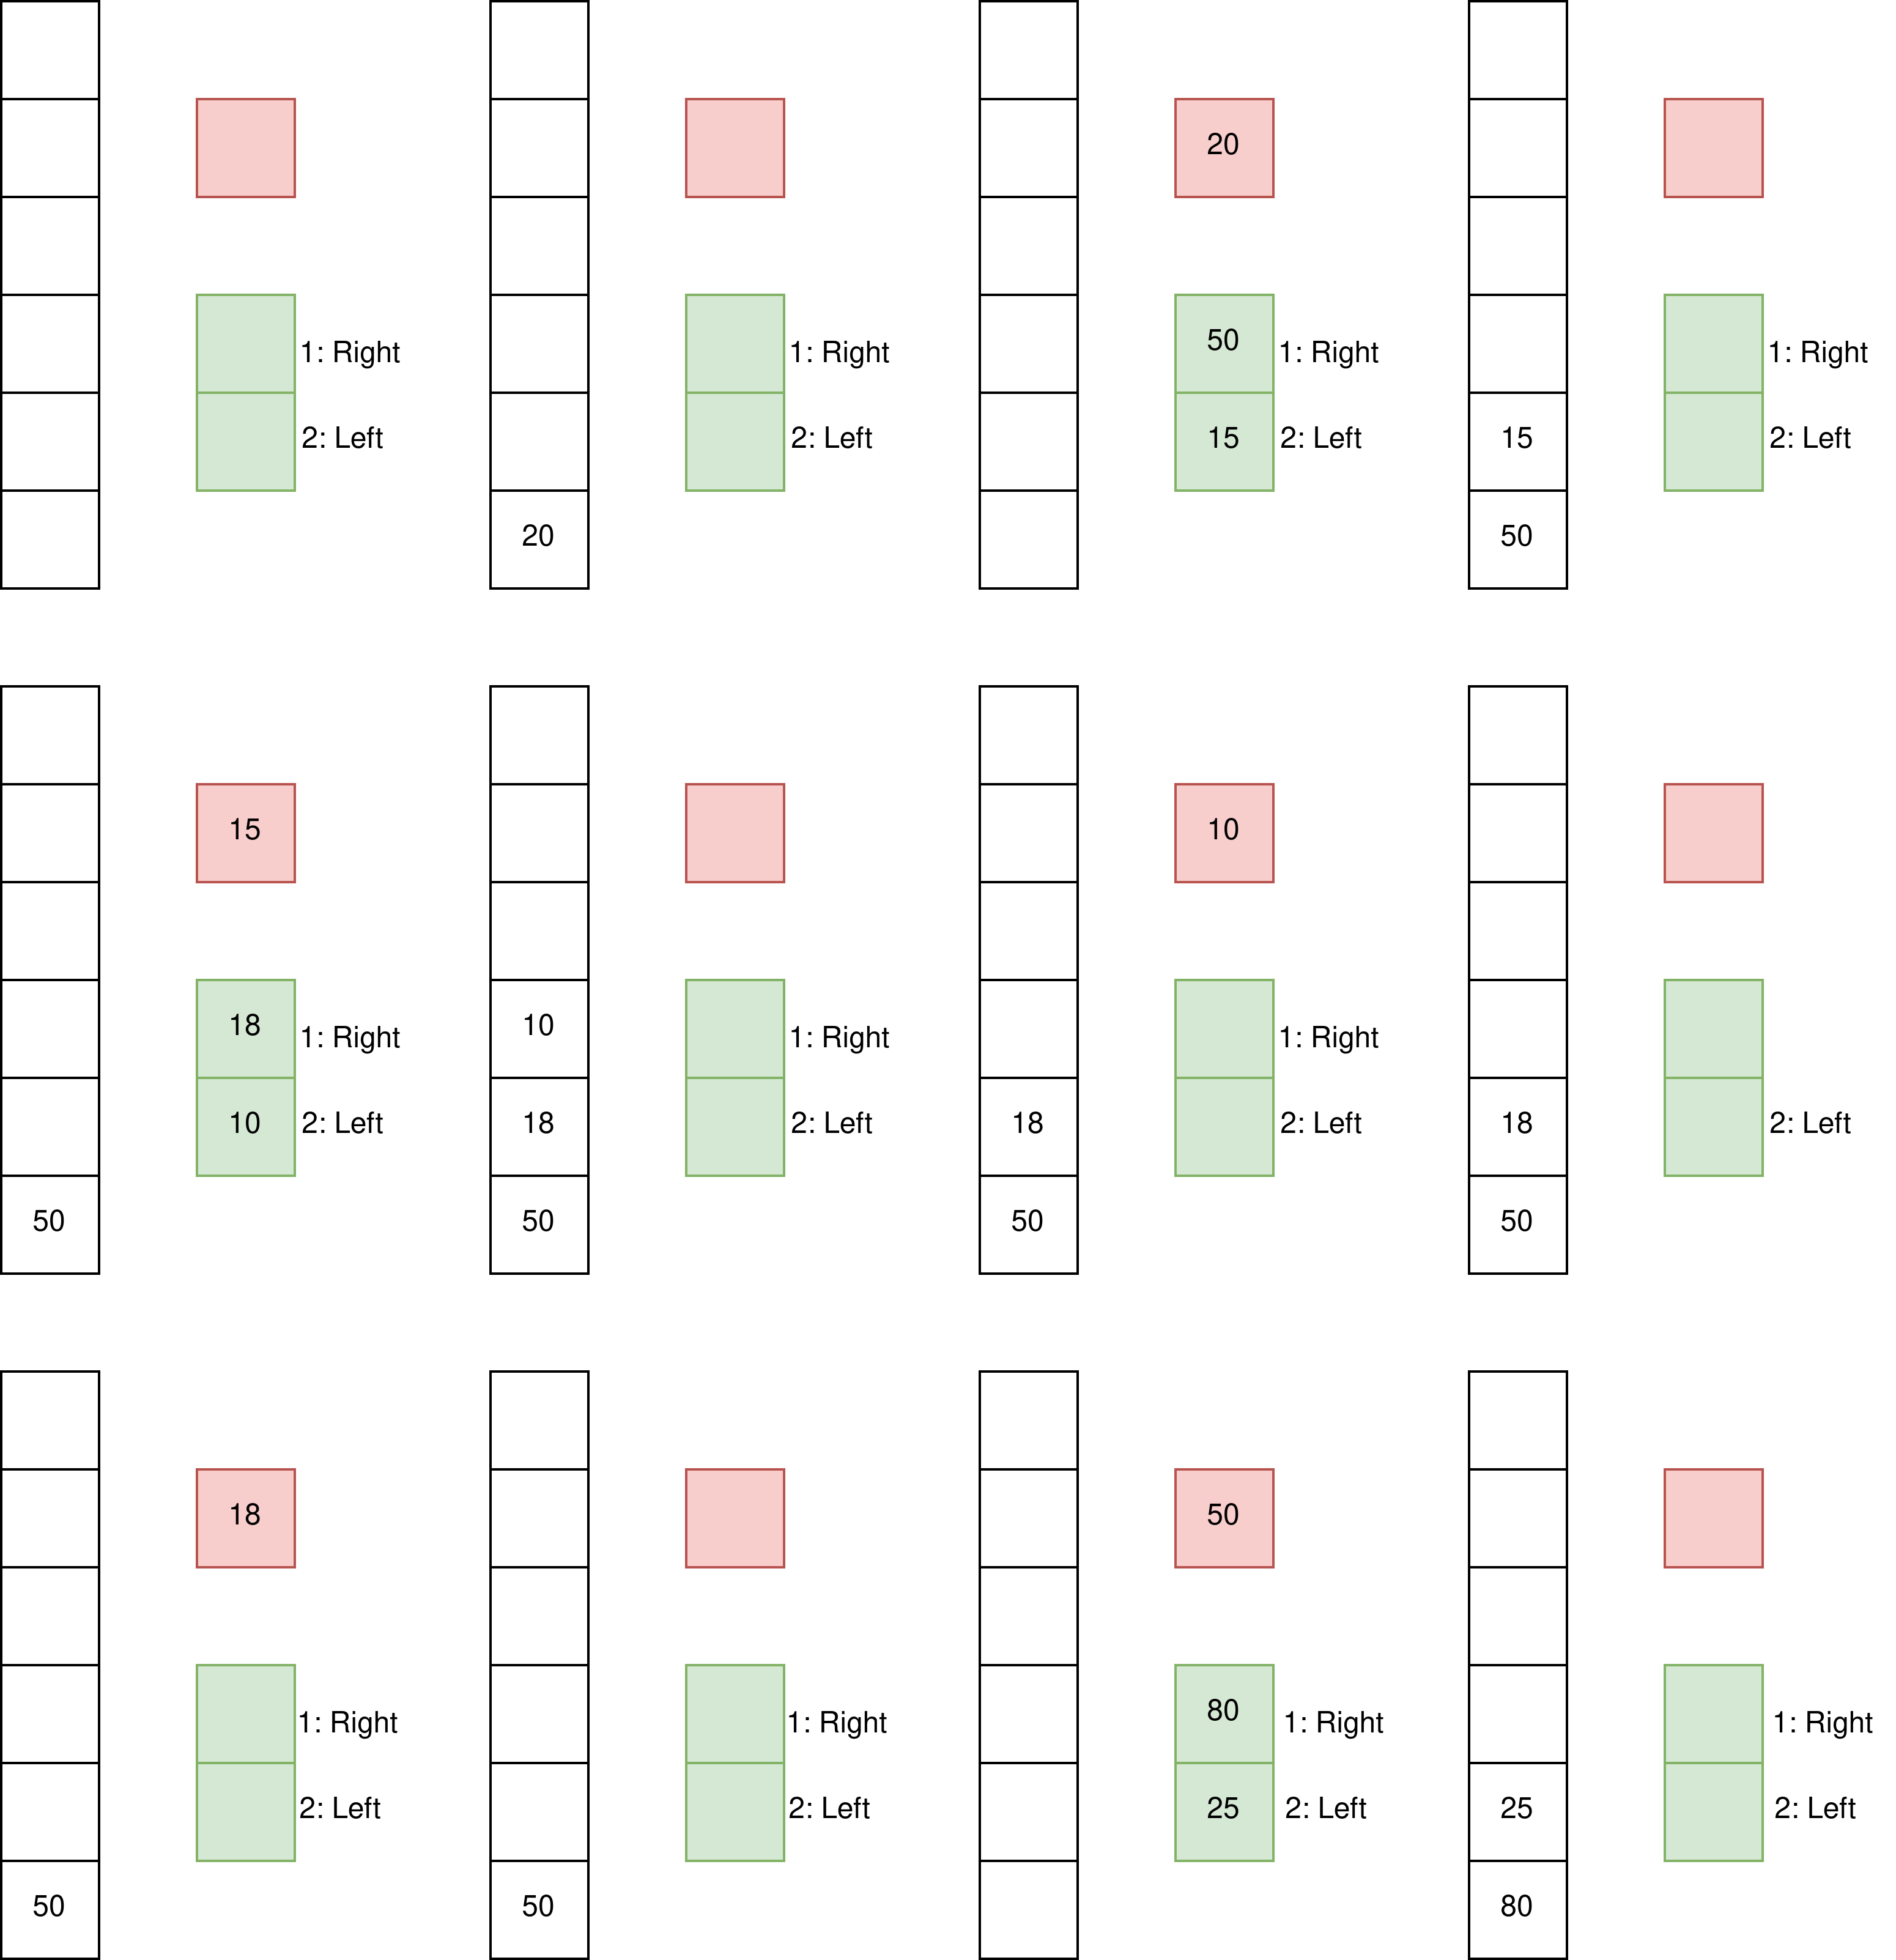 20
1: Right 1: Right 50 1: Right 1: Right
2: Left 2: Left 15 2: Left 15 2: Left
20 50
15 10
18 1: Right 10 1: Right 1: Right
10 2: Left 18 2: Left 18 2: Left 18 2: Left
50 50 50 50
18 50
1: Right 1: Right 80 1: Right 1: Right
2: Left 2: Left 25 2: Left 25 2: Left
50 50 80